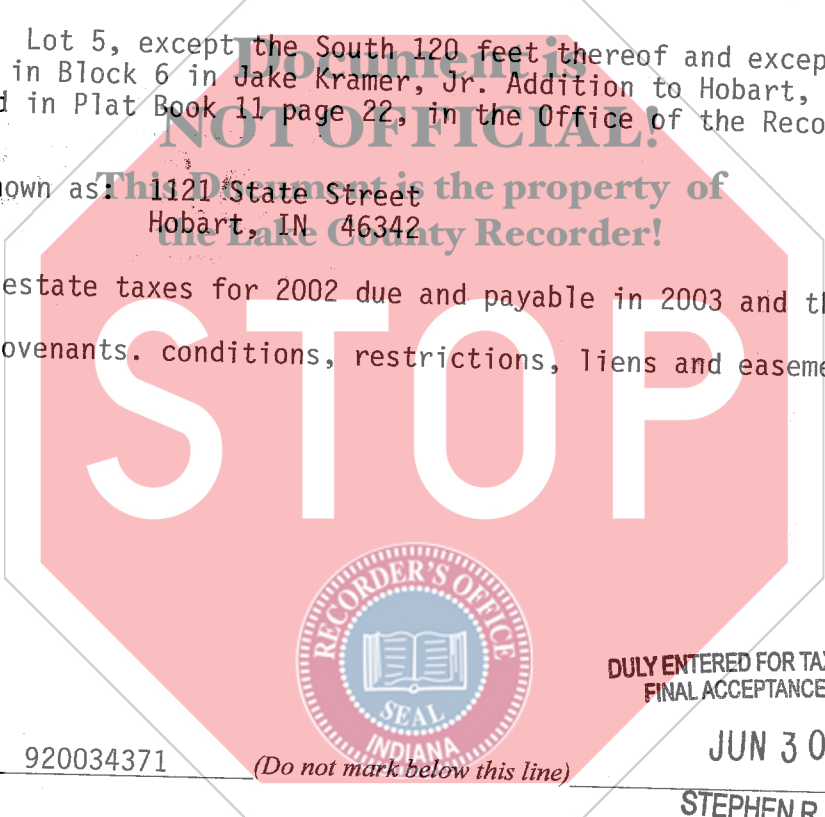 Lot 5, except the South 120 feet thereof and excep
in Block 6 in Jake Kramer, Jr. Addition to Hobart,
d in Plat Book 11 page 22, in the Office of the Reco
Document is
NOT OFFICIAL!
This Document is the property of
the Lake County Recorder!
own as: 1121 State Street
Hobart, IN 46342
estate taxes for 2002 due and payable in 2003 and th
ovenants. conditions, restrictions, liens and easeme
STOP
RECORDER'S OFFICE
SEAL
INDIANA
DULY ENTERED FOR TAX
FINAL ACCEPTANCE
JUN 30
920034371
(Do not mark below this line)
STEPHEN R.